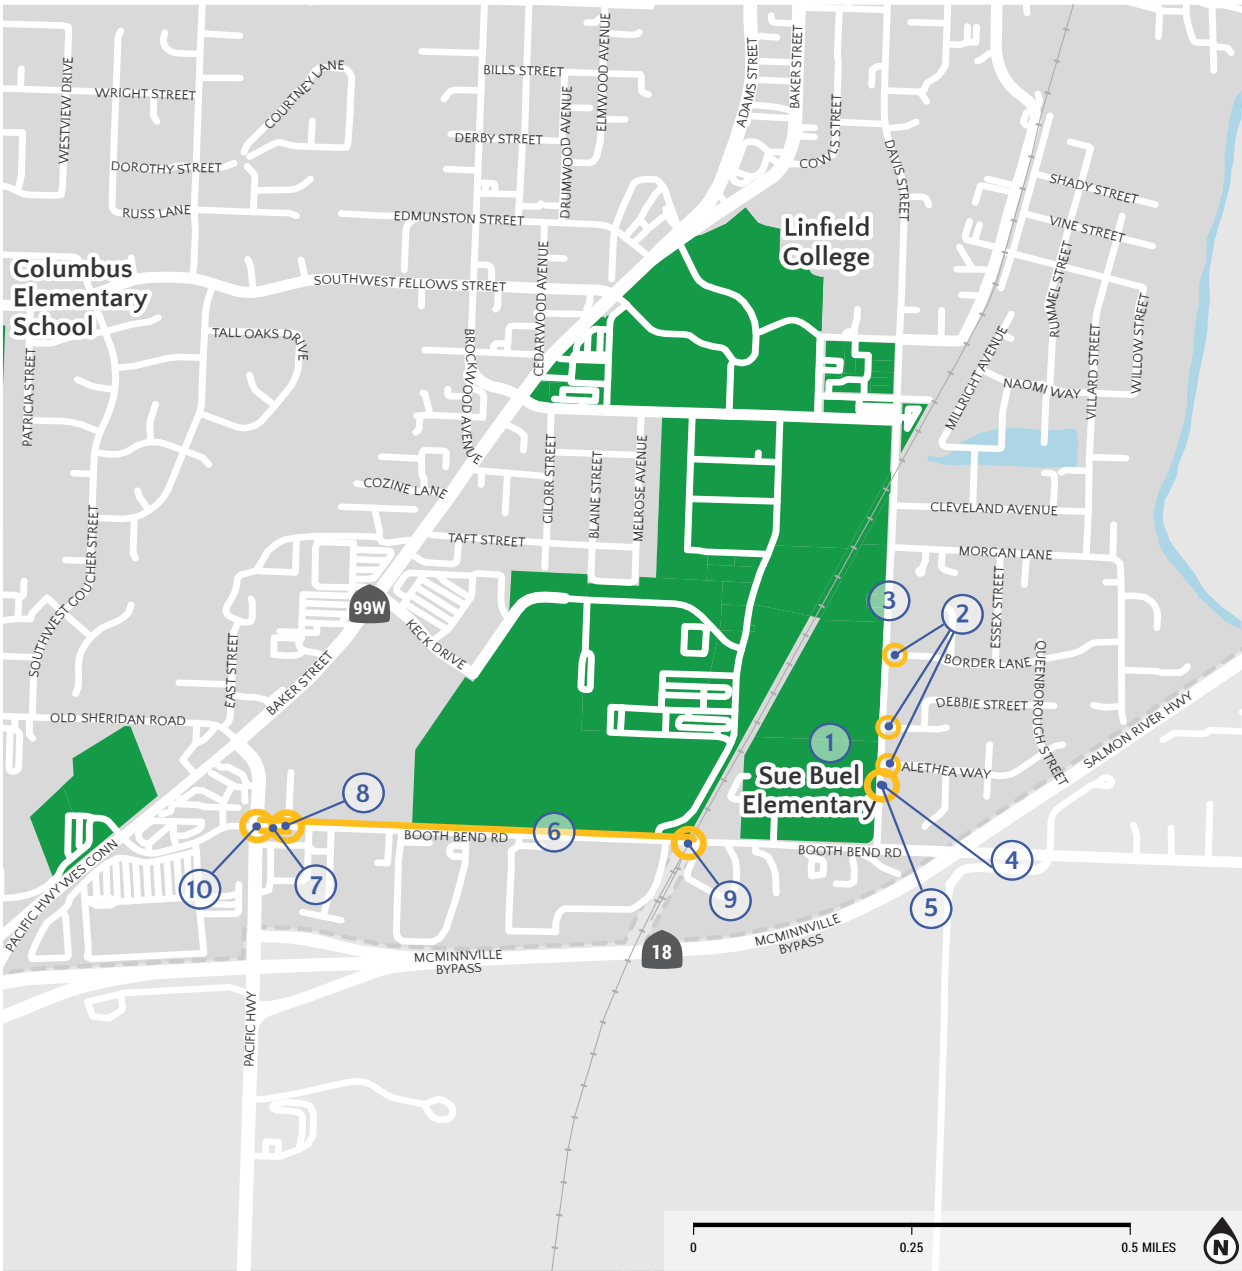 WESTVIEW DRIVE
WRIGHT STREET
COURTNEY LANE
DOROTHY STREET
RUSS LANE
BILLS STREET
DERBY STREET
DRUMWOOD AVENUE
ELMWOOD AVENUE
ADAMS STREET
BAKER STREET
COWLS STREET
DAVIS STREET
SHADY STREET
VINE STREET
RUMMEL STREET
VILLARD STREET
WILLOW STREET
EDMUNSTON STREET
Linfield
College
Columbus
Elementary
School
SOUTHWEST FELLOWS STREET
CEDARWOOD AVENUE
TALL OAKS DRIVE
PATRICIA STREET
BROCKWOOD AVENUE
MILLRIGHT AVENUE
NAOMI WAY
GILORR STREET
BLAINE STREET
MELROSE AVENUE
COZINE LANE
TAFT STREET
CLEVELAND AVENUE
MORGAN LANE
SOUTHWEST GOUCHER STREET
99W
KECK DRIVE
3
2
ESSEX STREET
BORDER LANE
QUEENBOROUGH STREET
EAST STREET
BAKER STREET
OLD SHERIDAN ROAD
DEBBIE STREET
SALMON RIVER HWY
1
Sue Buel
Elementary
ALETHEA WAY
8
6
BOOTH BEND RD
BOOTH BEND RD
4
10
7
9
5
PACIFIC HWY WES CONN
18
MCMINNVILLE
BYPASS
MCMINNVILLE
BYPASS
PACIFIC HWY
0
0.25
0.5 MILES
N